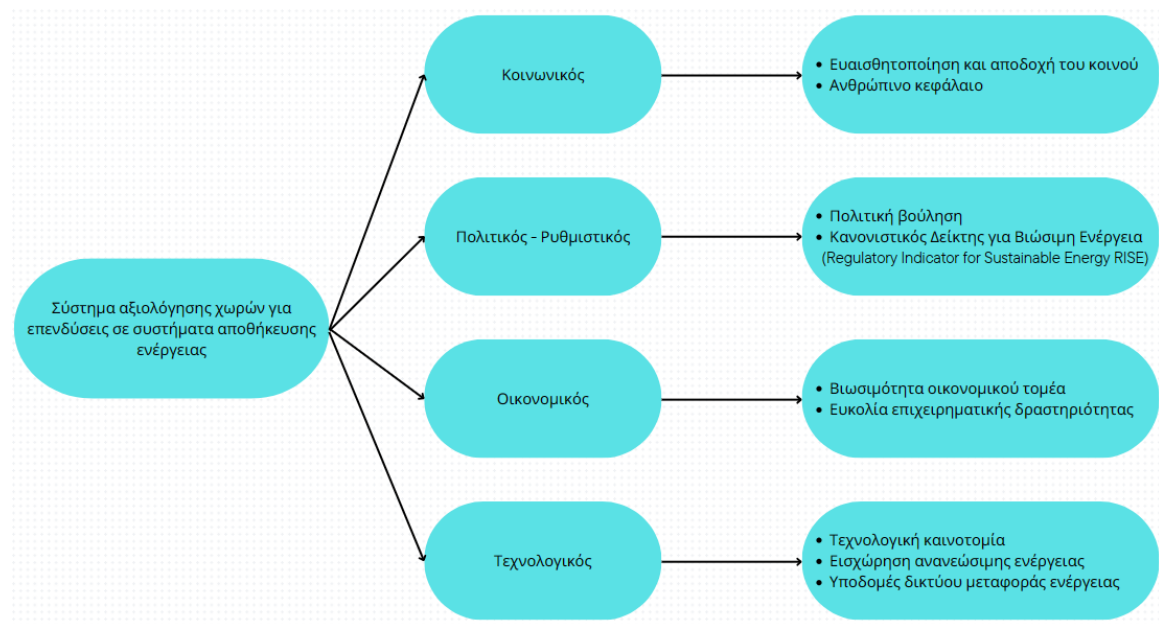 Κοινωνικός
• Ευαισθητοποίηση και αποδοχή του κοινού
• Ανθρώπινο κεφάλαιο
Πολιτικός - Ρυθμιστικός
• Πολιτική βούληση
• Κανονιστικός Δείκτης για Βιώσιμη Ενέργεια
(Regulatory Indicator for Sustainable Energy RISE)
Σύστημα αξιολόγησης χωρών για
επενδύσεις σε συστήματα αποθήκευσης
ενέργειας
Οικονομικός
• Βιωσιμότητα οικονομικού τομέα
• Ευκολία επιχειρηματικής δραστηριότητας
Τεχνολογικός
• Τεχνολογική καινοτομία
• Εισχώρηση ανανεώσιμης ενέργειας
• Υποδομές δικτύου μεταφοράς ενέργειας